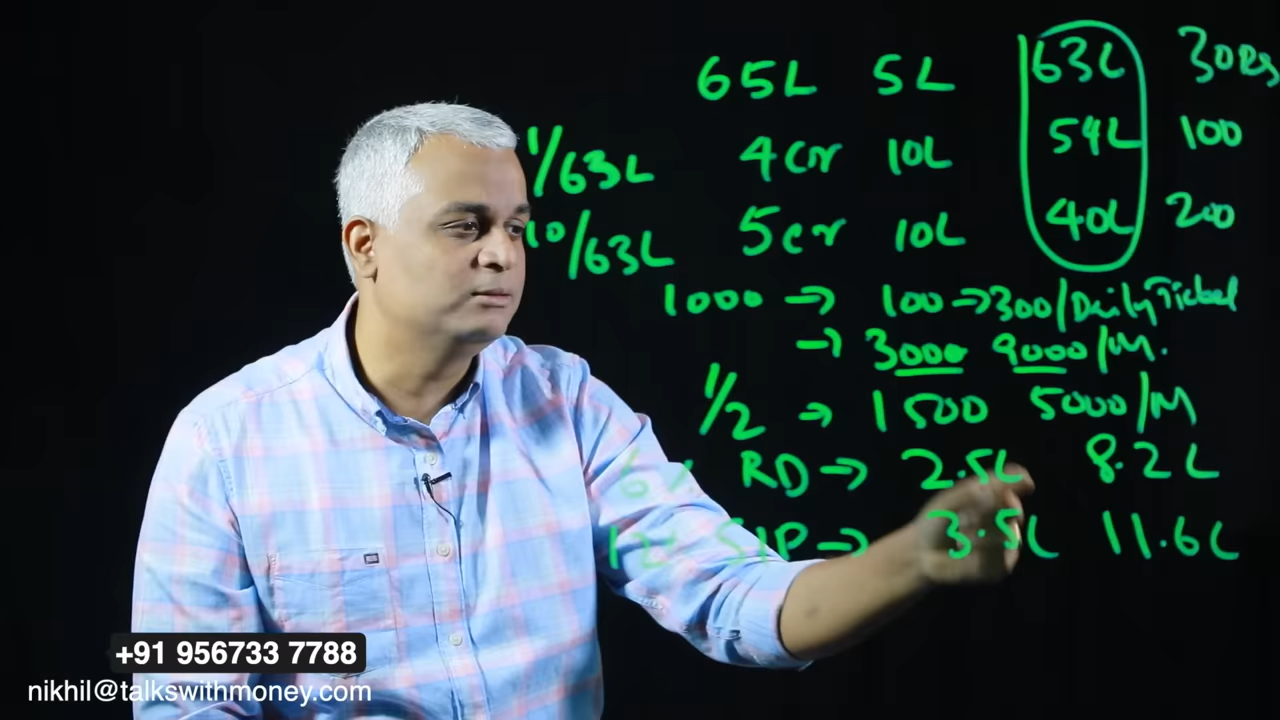 65L 5L 63L 30Rs
1/63L 4Cr 10L 54L 100
10/63L 5Cr 10L 40L 200
1000 → 100 → 300/Daily Ticket
→ 3000 9000/M.
1/2 → 1500 5000/M
6% RD → 2.5L 8.2L
12% SIP → 3.5L 11.6L
+91 956733 7788
nikhil@talkswithmoney.com